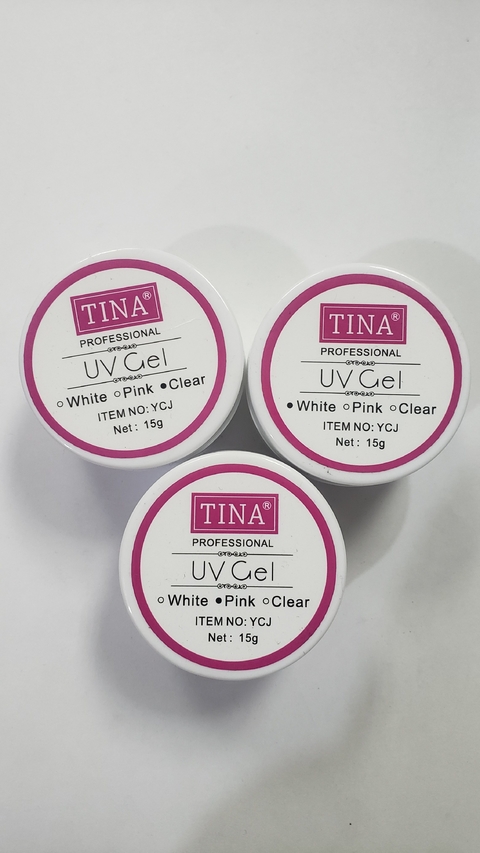 TINA®
PROFESSIONAL
UV Gel
○ White ○ Pink ● Clear
ITEM NO: YCJ
Net: 15g
TINA®
PROFESSIONAL
UV Gel
● White ○ Pink ○ Clear
ITEM NO: YCJ
Net: 15g
TINA®
PROFESSIONAL
UV Gel
○ White ● Pink ○ Clear
ITEM NO: YCJ
Net: 15g